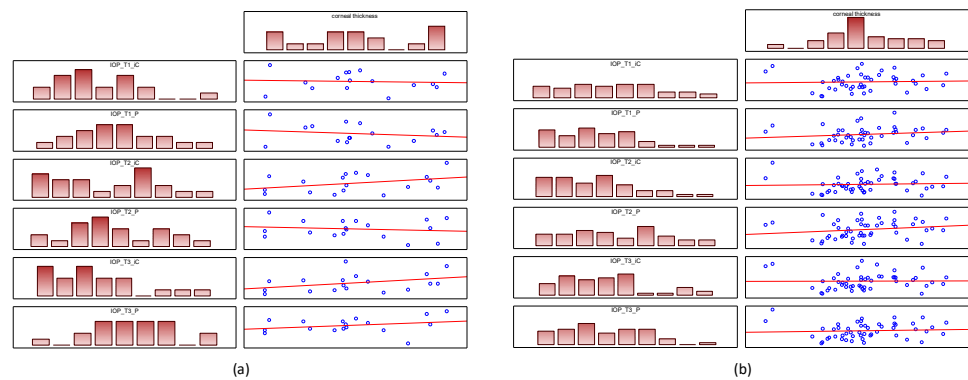 corneal thickness
IOP_T1_iC
IOP_T1_P
IOP_T2_iC
IOP_T2_P
IOP_T3_iC
IOP_T3_P
(a)
corneal thickness
IOP_T1_iC
IOP_T1_P
IOP_T2_iC
IOP_T2_P
IOP_T3_iC
IOP_T3_P
(b)